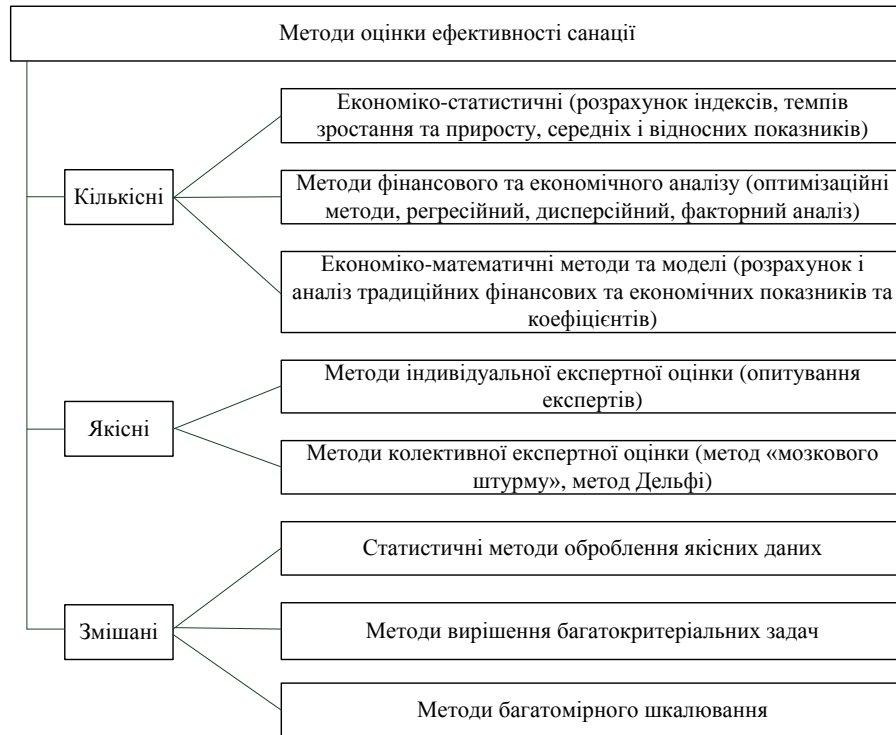 Методи оцінки ефективності санації
Економіко-статистичні (розрахунок індексів, темпів
зростання та приросту, середніх і відносних показників)
Кількісні
Методи фінансового та економічного аналізу (оптимізаційні
методи, регресійний, дисперсійний, факторний аналіз)
Економіко-математичні методи та моделі (розрахунок і
аналіз традиційних фінансових та економічних показників та
коефіцієнтів)
Методи індивідуальної експертної оцінки (опитування
експертів)
Якісні
Методи колективної експертної оцінки (метод «мозкового
штурму», метод Дельфі)
Статистичні методи оброблення якісних даних
Змішані
Методи вирішення багатокритеріальних задач
Методи багатомірного шкалювання